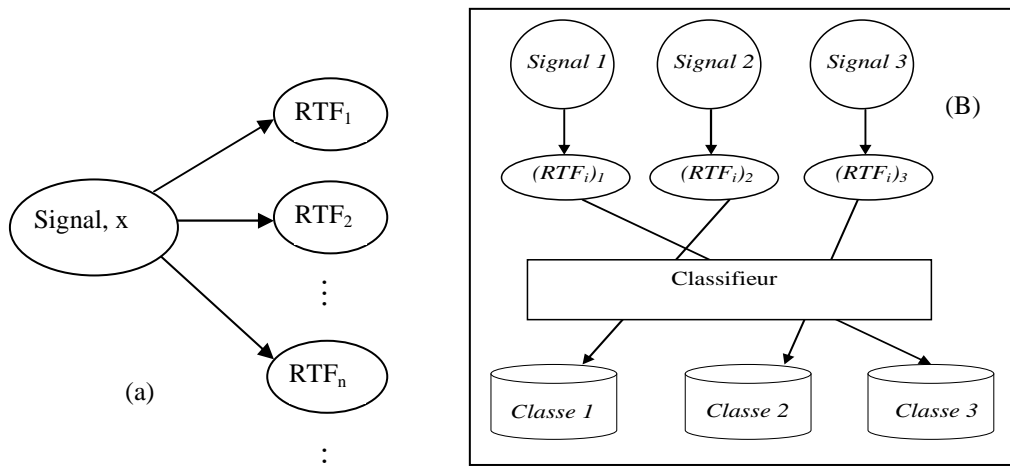 RTF₁
Signal, x
RTF₂
⋮
RTFₙ
(a)
⋮
Signal 1 Signal 2 Signal 3
(B)
(RTFᵢ)₁ (RTFᵢ)₂ (RTFᵢ)₃
Classifieur
Classe 1 Classe 2 Classe 3